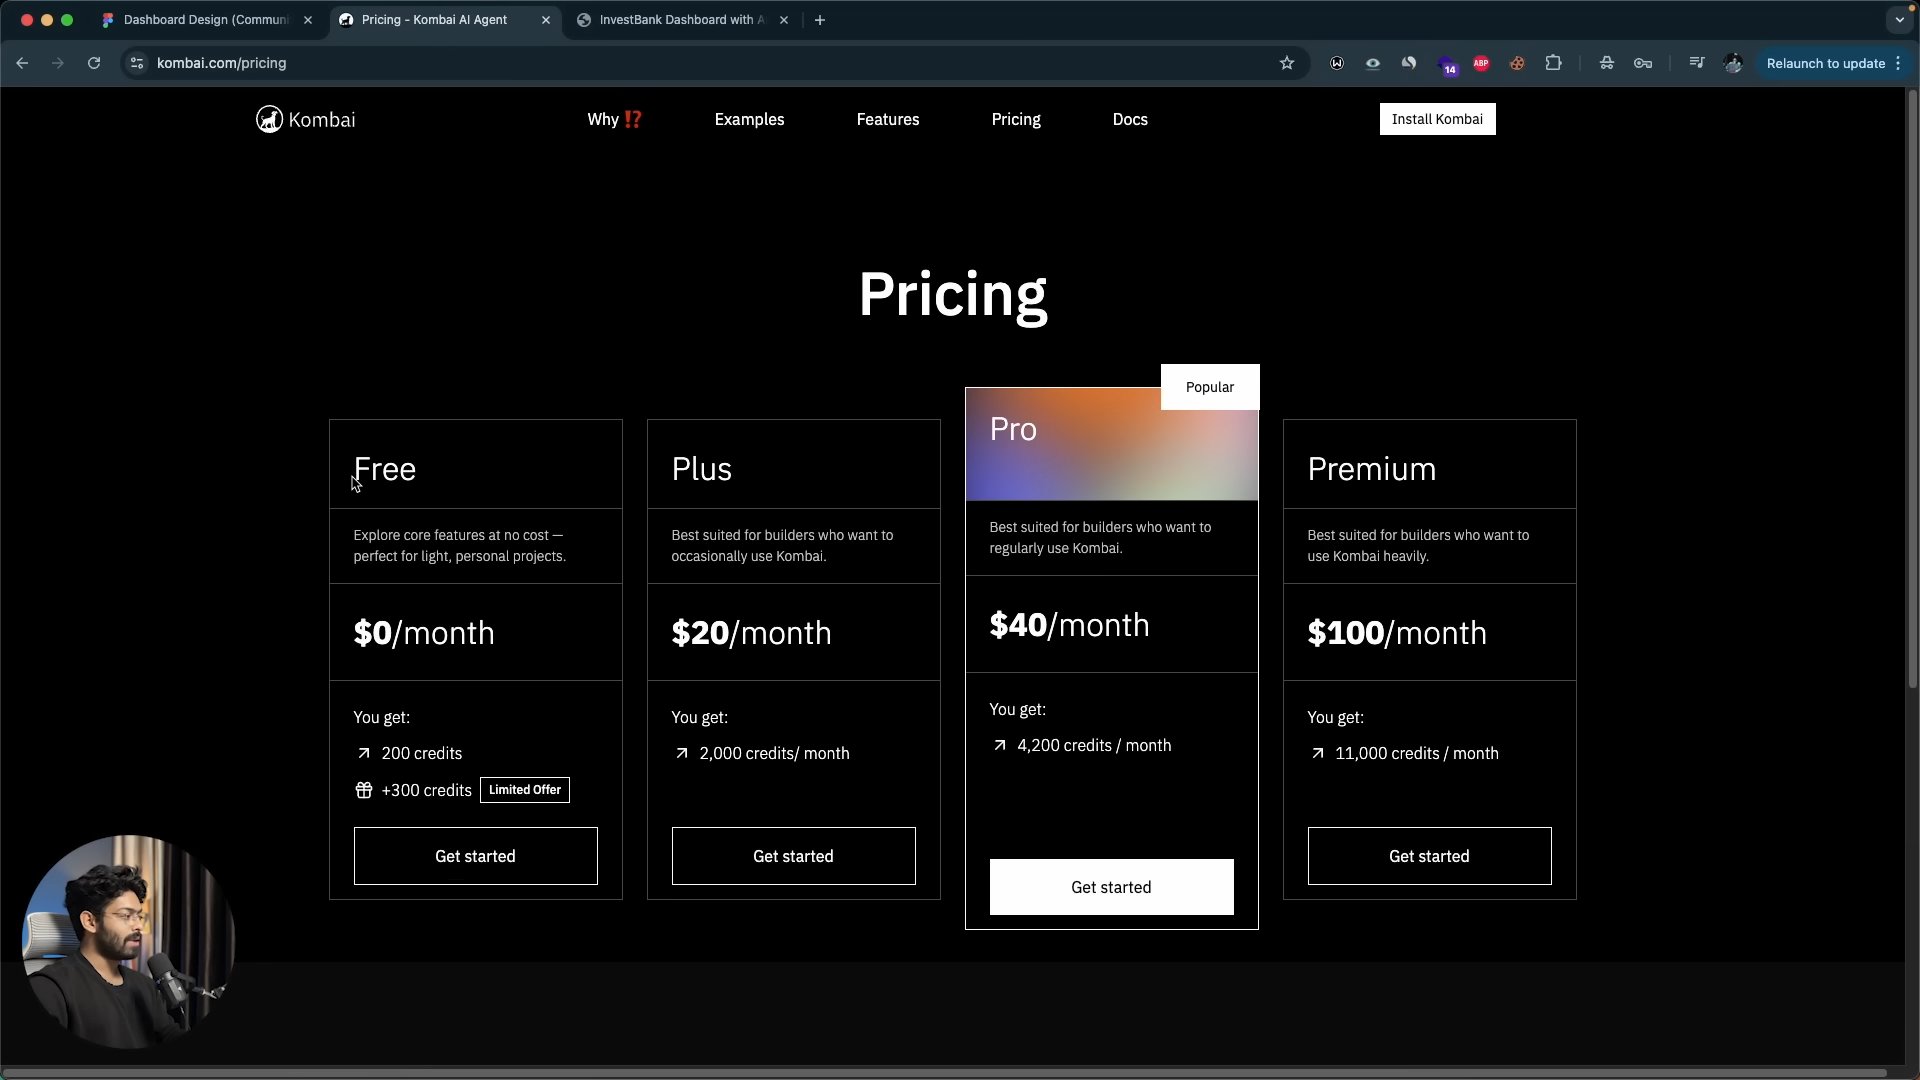 Dashboard Design (Communi
Pricing - Kombai AI Agent
InvestBank Dashboard with A
kombai.com/pricing
14
ABP
Relaunch to update
Kombai
Why ⁉️
Examples
Features
Pricing
Docs
Install Kombai
Pricing
Free
Explore core features at no cost —
perfect for light, personal projects.
$0/month
You get:
200 credits
+300 credits
Limited Offer
Get started
Plus
Best suited for builders who want to
occasionally use Kombai.
$20/month
You get:
2,000 credits/ month
Get started
Popular
Pro
Best suited for builders who want to
regularly use Kombai.
$40/month
You get:
4,200 credits / month
Get started
Premium
Best suited for builders who want to
use Kombai heavily.
$100/month
You get:
11,000 credits / month
Get started